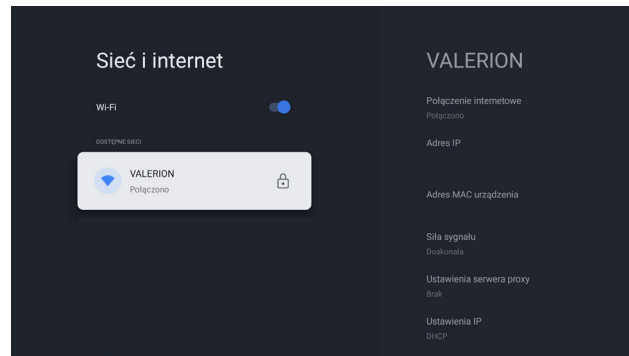 Sieć i internet
Wi-Fi
DOSTĘPNE SIECI
VALERION
Połączono
VALERION
Połączenie internetowe
Połączono
Adres IP
Adres MAC urządzenia
Siła sygnału
Doskonała
Ustawienia serwera proxy
Brak
Ustawienia IP
DHCP